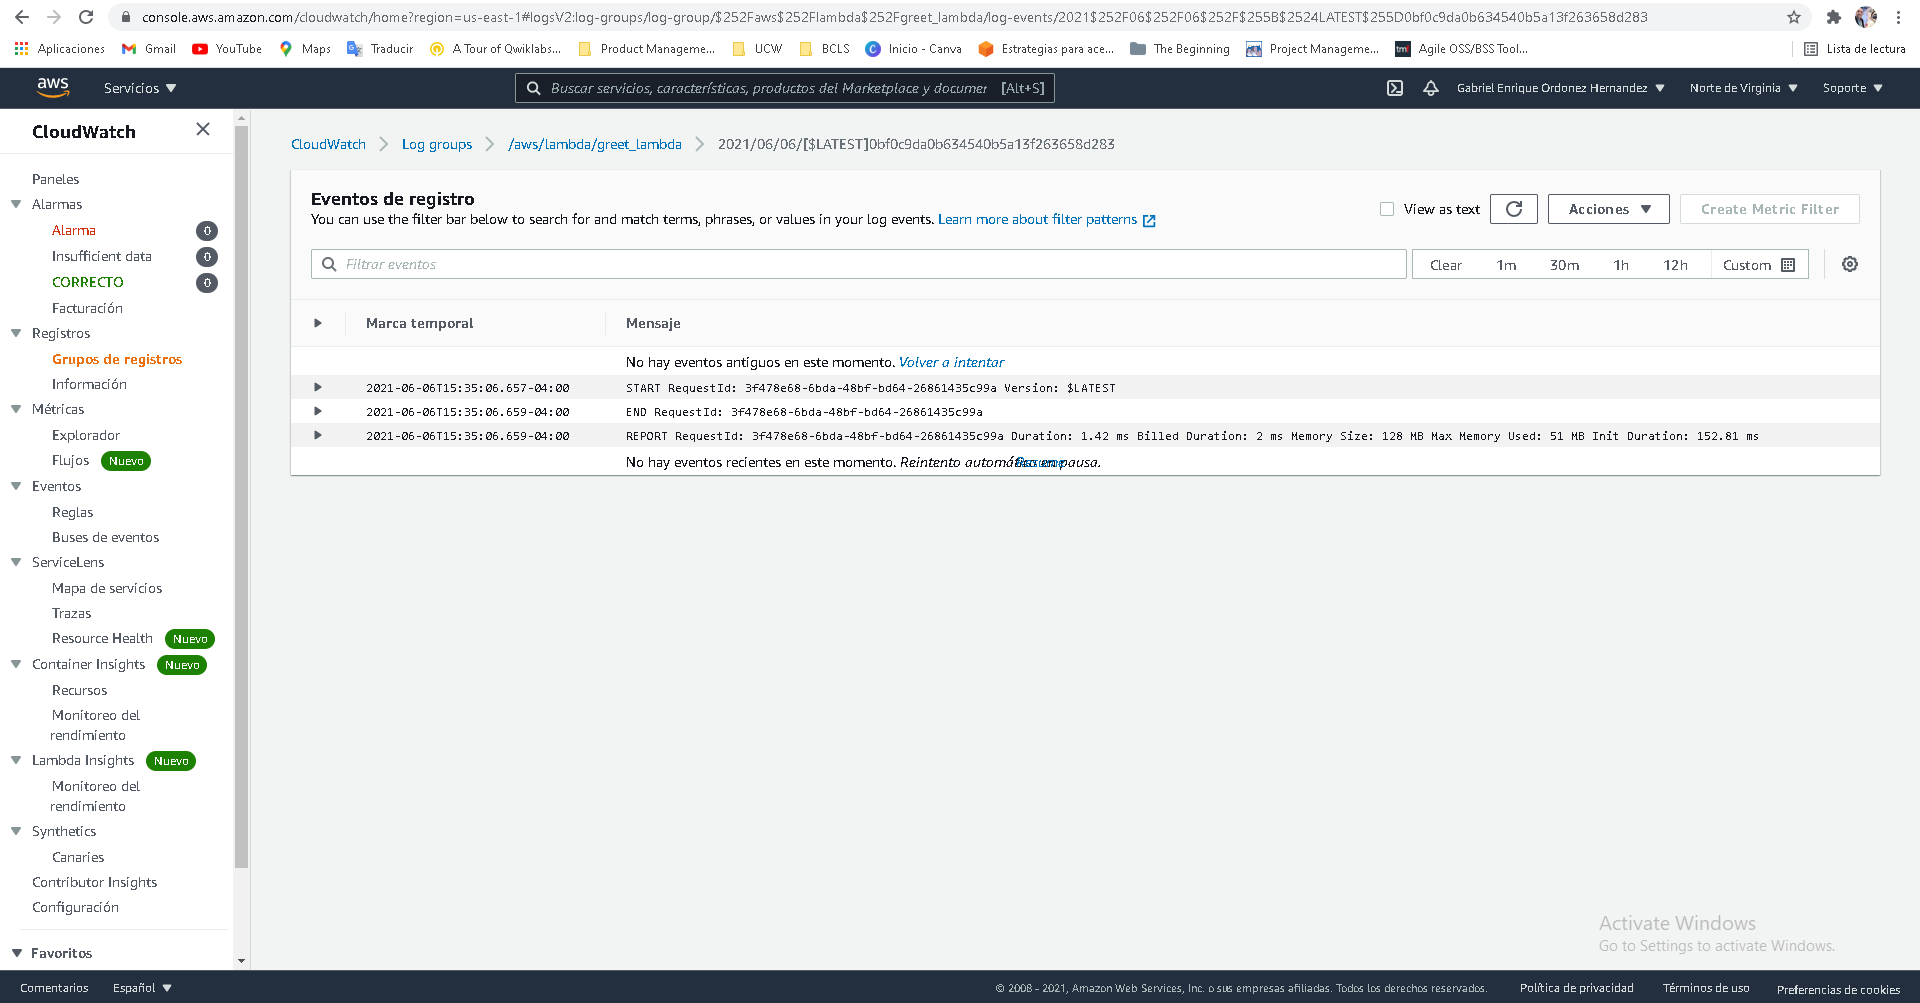 console.aws.amazon.com/cloudwatch/home?region=us-east-1#logsV2:log-groups/log-group/$252Faws$252Flambda$252Fgreet_lambda/log-events/2021$252F06$252F06$252F$255B$2524LATEST$255D0bf0c9da0b634540b5a13f263658d283
Aplicaciones Gmail YouTube Maps Traducir A Tour of Qwiklabs... Product Manageme... UCW BCLS Inicio - Canva Estrategias para ace... The Beginning Project Manageme... tmf Agile OSS/BSS Tool... Lista de lectura
aws Servicios Buscar servicios, características, productos del Marketplace y documer [Alt+S] Gabriel Enrique Ordonez Hernandez Norte de Virginia Soporte
CloudWatch
Paneles
Alarmas
Alarma 0
Insufficient data 0
CORRECTO 0
Facturación
Registros
Grupos de registros
Información
Métricas
Explorador
Flujos Nuevo
Eventos
Reglas
Buses de eventos
ServiceLens
Mapa de servicios
Trazas
Resource Health Nuevo
Container Insights Nuevo
Recursos
Monitoreo del
rendimiento
Lambda Insights Nuevo
Monitoreo del
rendimiento
Synthetics
Canaries
Contributor Insights
Configuración
Favoritos
CloudWatch Log groups /aws/lambda/greet_lambda 2021/06/06/[$LATEST]0bf0c9da0b634540b5a13f263658d283
Eventos de registro
You can use the filter bar below to search for and match terms, phrases, or values in your log events. Learn more about filter patterns
View as text Acciones Create Metric Filter
Filtrar eventos Clear 1m 30m 1h 12h Custom
Marca temporal Mensaje
No hay eventos antiguos en este momento. Volver a intentar
2021-06-06T15:35:06.657-04:00 START RequestId: 3f478e68-6bda-48bf-bd64-26861435c99a Version: $LATEST
2021-06-06T15:35:06.659-04:00 END RequestId: 3f478e68-6bda-48bf-bd64-26861435c99a
2021-06-06T15:35:06.659-04:00 REPORT RequestId: 3f478e68-6bda-48bf-bd64-26861435c99a Duration: 1.42 ms Billed Duration: 2 ms Memory Size: 128 MB Max Memory Used: 51 MB Init Duration: 152.81 ms
No hay eventos recientes en este momento. Reintento automático en pausa. Resume
Activate Windows
Go to Settings to activate Windows.
Comentarios Español © 2008 - 2021, Amazon Web Services, Inc. o sus empresas afiliadas. Todos los derechos reservados. Política de privacidad Términos de uso Preferencias de cookies